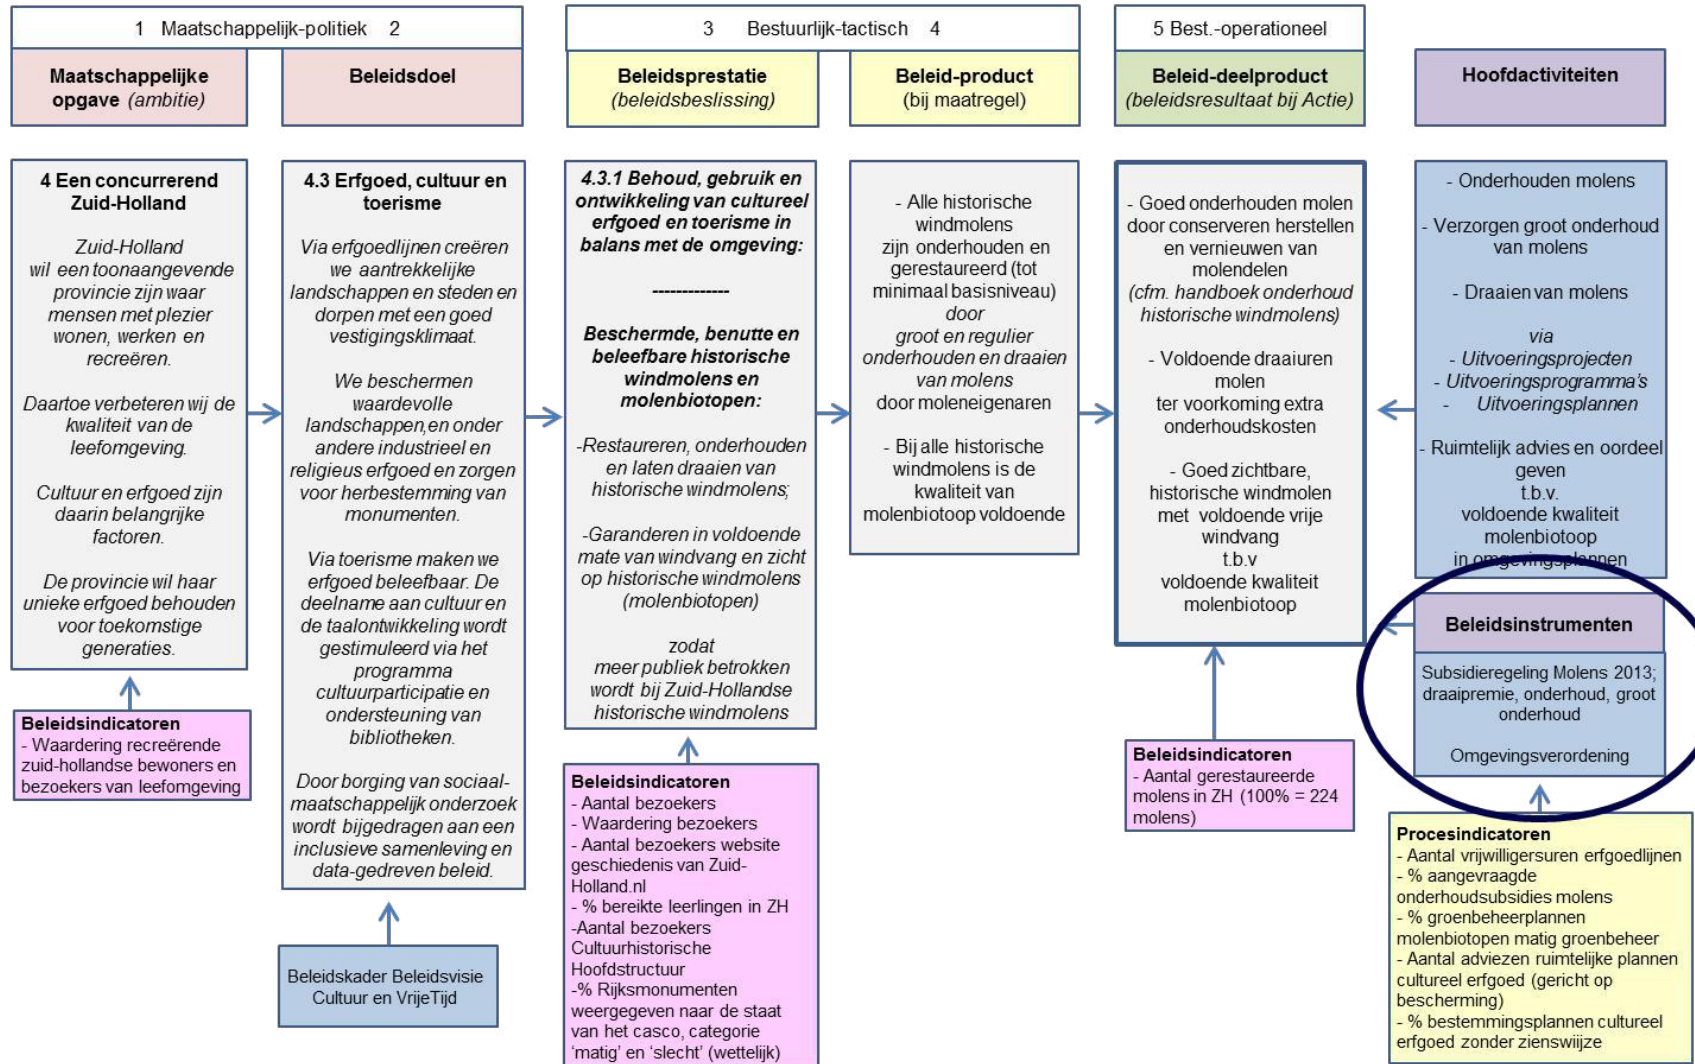 1 Maatschappelijk-politiek 2
3 Bestuurlijk-tactisch 4
5 Best.-operationeel
Maatschappelijke
opgave (ambitie)
Beleidsdoel
Beleidsprestatie
(beleidsbeslissing)
Beleid-product
(bij maatregel)
Beleid-deelproduct
(beleidsresultaat bij Actie)
Hoofdactiviteiten
4 Een concurrerend
Zuid-Holland
Zuid-Holland
wil een toonaangevende
provincie zijn waar
mensen met plezier
wonen, werken en
recreëren.
Daartoe verbeteren wij de
kwaliteit van de
leefomgeving.
Cultuur en erfgoed zijn
daarin belangrijke
factoren.
De provincie wil haar
unieke erfgoed behouden
voor toekomstige
generaties.
Beleidsindicatoren
- Waardering recreërende
zuid-hollandse bewoners en
bezoekers van leefomgeving
4.3 Erfgoed, cultuur en
toerisme
Via erfgoedlijnen creëren
we aantrekkelijke
landschappen en steden en
dorpen met een goed
vestigingsklimaat.
We beschermen
waardevolle
landschappen,en onder
andere industrieel en
religieus erfgoed en zorgen
voor herbestemming van
monumenten.
Via toerisme maken we
erfgoed beleefbaar. De
deelname aan cultuur en
de taalontwikkeling wordt
gestimuleerd via het
programma
cultuurparticipatie en
ondersteuning van
bibliotheken.
Door borging van sociaal-
maatschappelijk onderzoek
wordt bijgedragen aan een
inclusieve samenleving en
data-gedreven beleid.
Beleidskader Beleidsvisie
Cultuur en VrijeTijd
4.3.1 Behoud, gebruik en
ontwikkeling van cultureel
erfgoed en toerisme in
balans met de omgeving:
-------------
Beschermde, benutte en
beleefbare historische
windmolens en
molenbiotopen:
-Restaureren, onderhouden
en laten draaien van
historische windmolens;
-Garanderen in voldoende
mate van windvang en zicht
op historische windmolens
(molenbiotopen)
zodat
meer publiek betrokken
wordt bij Zuid-Hollandse
historische windmolens
Beleidsindicatoren
- Aantal bezoekers
- Waardering bezoekers
- Aantal bezoekers website
geschiedenis van Zuid-
Holland.nl
- % bereikte leerlingen in ZH
-Aantal bezoekers
Cultuurhistorische
Hoofdstructuur
-% Rijksmonumenten
weergegeven naar de staat
van het casco, categorie
‘matig’ en ‘slecht’ (wettelijk)
- Alle historische
windmolens
zijn onderhouden en
gerestaureerd (tot
minimaal basisniveau)
door
groot en regulier
onderhouden en draaien
van molens
door moleneigenaren
- Bij alle historische
windmolens is de
kwaliteit van
molenbiotoop voldoende
- Goed onderhouden molen
door conserveren herstellen
en vernieuwen van
molendelen
(cfm. handboek onderhoud
historische windmolens)
- Voldoende draaiuren
molen
ter voorkoming extra
onderhoudskosten
- Goed zichtbare,
historische windmolen
met voldoende vrije
windvang
t.b.v
voldoende kwaliteit
molenbiotoop
Beleidsindicatoren
- Aantal gerestaureerde
molens in ZH (100% = 224
molens)
- Onderhouden molens
- Verzorgen groot onderhoud
van molens
- Draaien van molens
via
- Uitvoeringsprojecten
- Uitvoeringsprogramma’s
- Uitvoeringsplannen
- Ruimtelijk advies en oordeel
geven
t.b.v.
voldoende kwaliteit
molenbiotoop
in omgevingsplannen
Beleidsinstrumenten
Subsidieregeling Molens 2013;
draaipremie, onderhoud, groot
onderhoud
Omgevingsverordening
Procesindicatoren
- Aantal vrijwilligersuren erfgoedlijnen
- % aangevraagde
onderhoudsubsidies molens
- % groenbeheerplannen
molenbiotopen matig groenbeheer
- Aantal adviezen ruimtelijke plannen
cultureel erfgoed (gericht op
bescherming)
- % bestemmingsplannen cultureel
erfgoed zonder zienswiijze